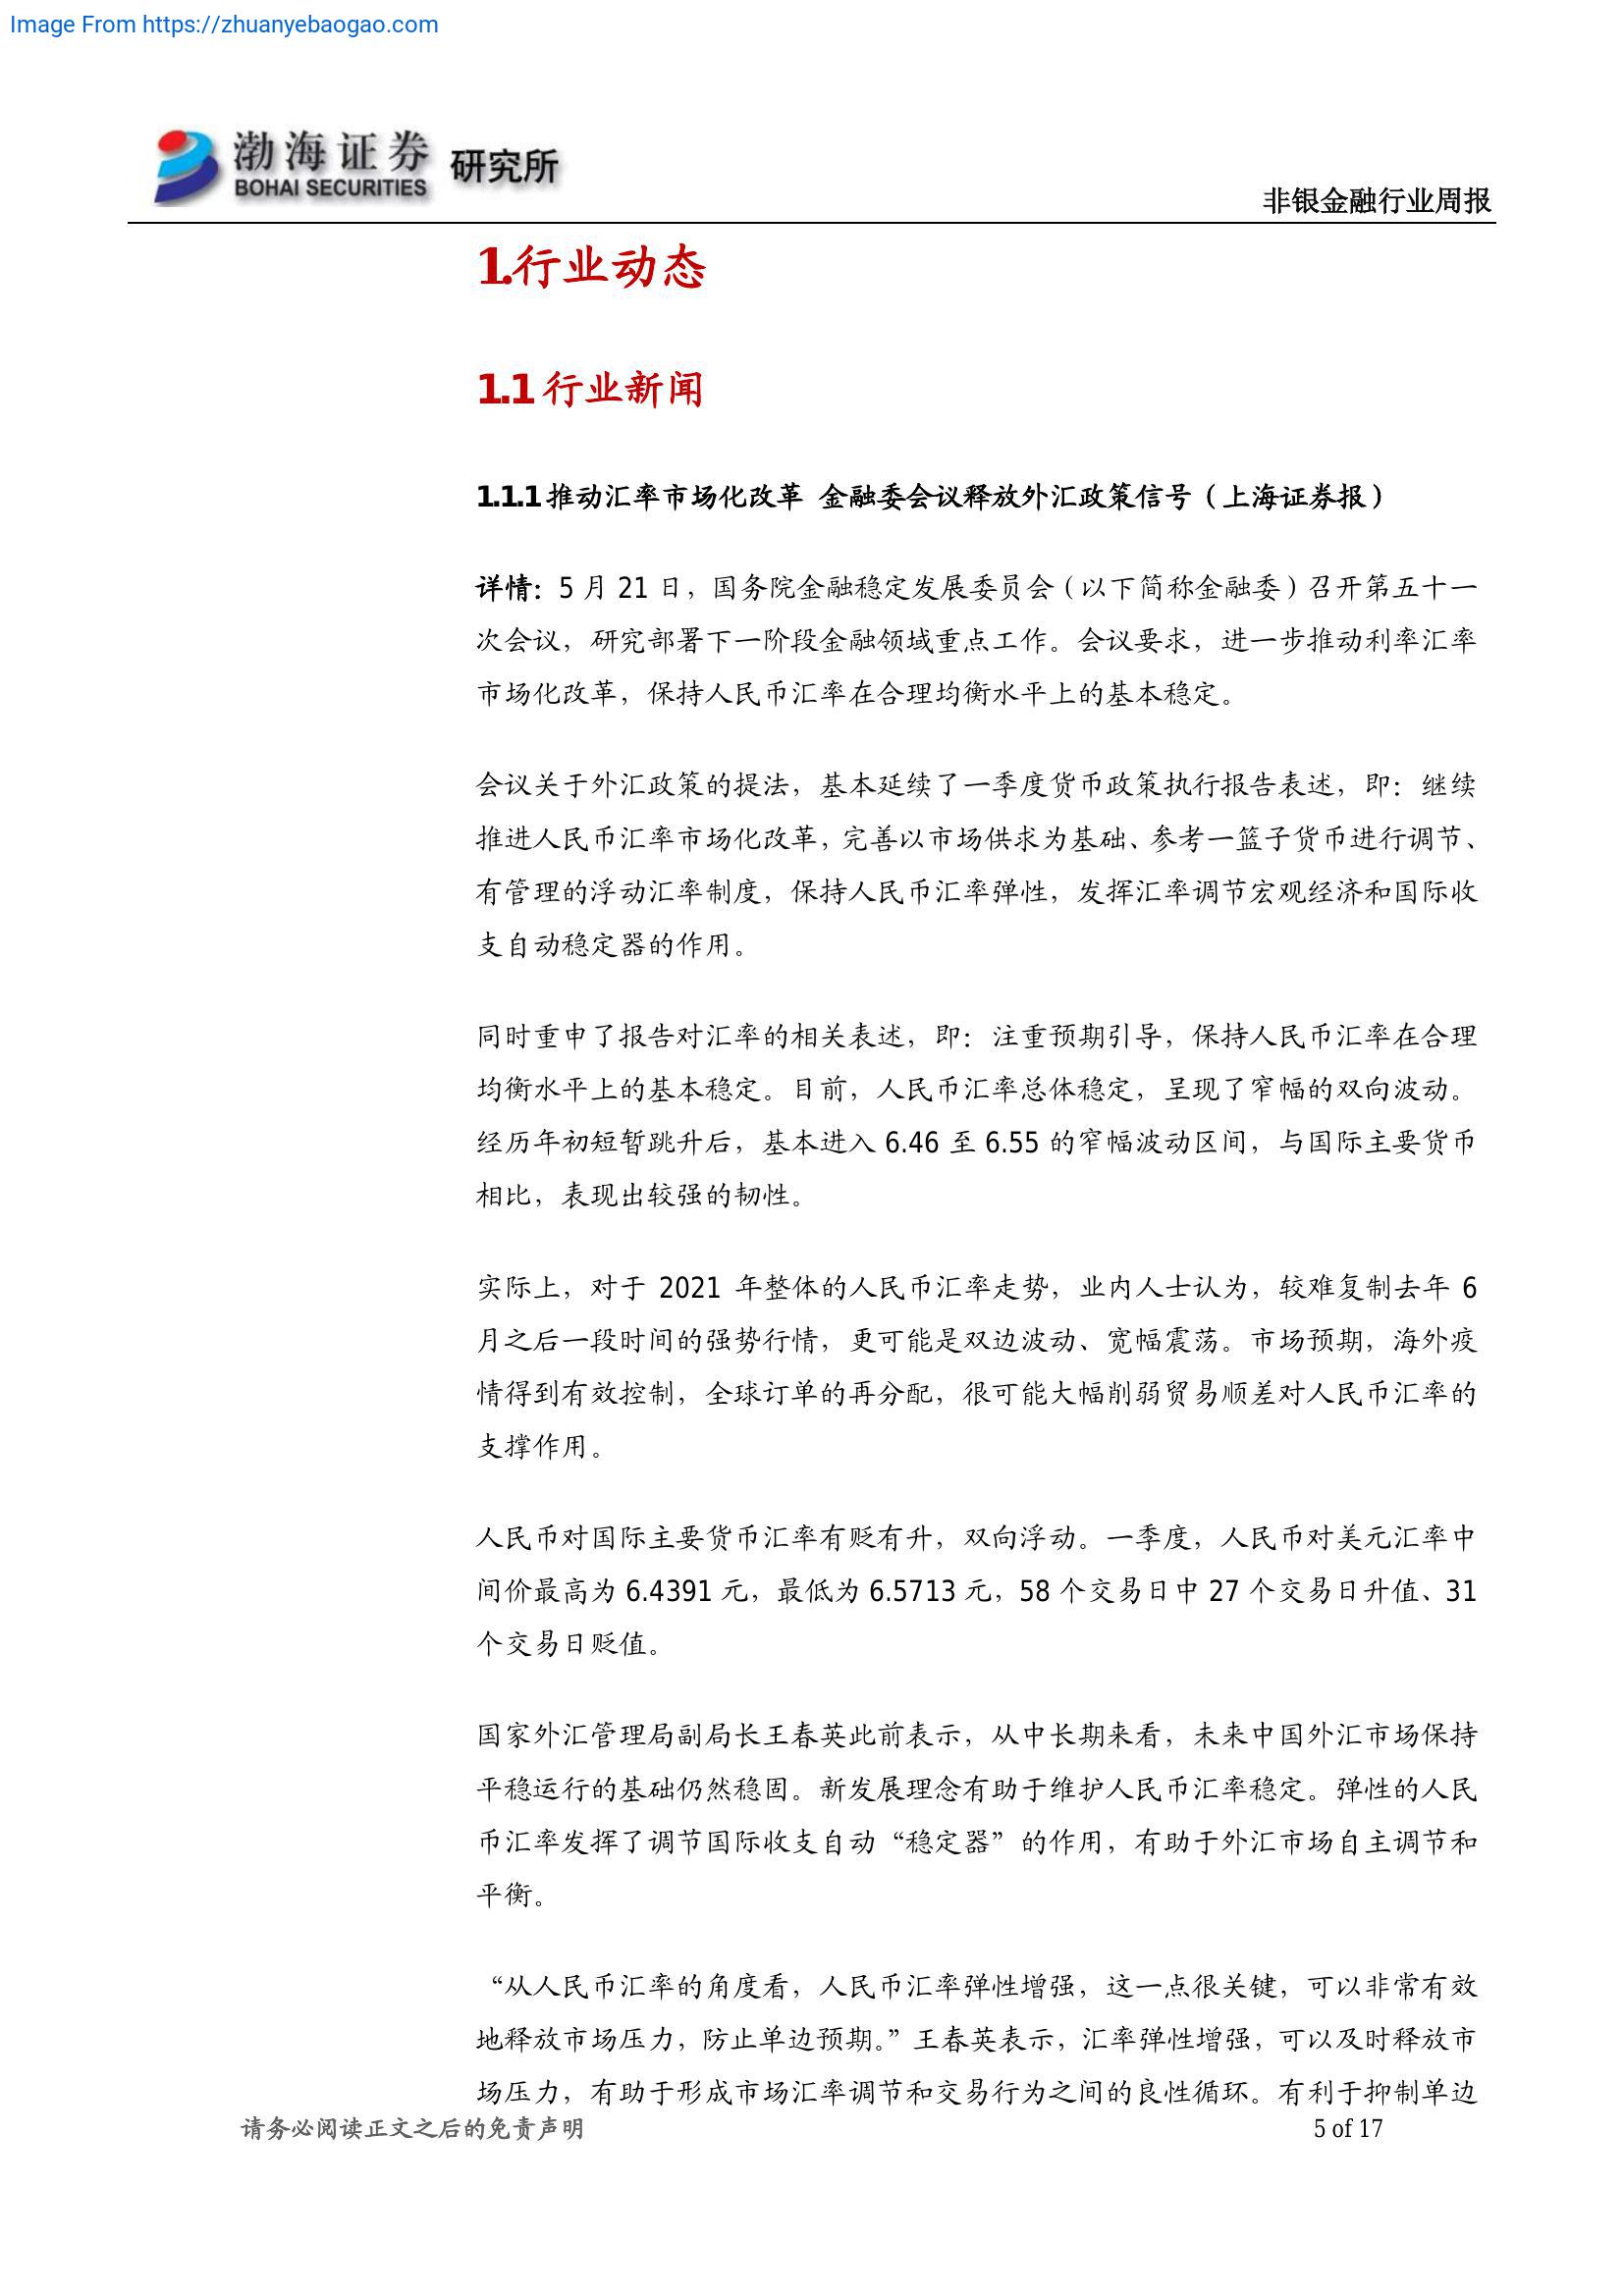 Image From https://zhuanyebaogao.com
渤海证券 研究所
BOHAI SECURITIES
非银金融行业周报
1.行业动态
1.1 行业新闻
1.1.1 推动汇率市场化改革 金融委会议释放外汇政策信号（上海证券报）
详情：5 月 21 日，国务院金融稳定发展委员会（以下简称金融委）召开第五十一
次会议，研究部署下一阶段金融领域重点工作。会议要求，进一步推动利率汇率
市场化改革，保持人民币汇率在合理均衡水平上的基本稳定。
会议关于外汇政策的提法，基本延续了一季度货币政策执行报告表述，即：继续
推进人民币汇率市场化改革，完善以市场供求为基础、参考一篮子货币进行调节、
有管理的浮动汇率制度，保持人民币汇率弹性，发挥汇率调节宏观经济和国际收
支自动稳定器的作用。
同时重申了报告对汇率的相关表述，即：注重预期引导，保持人民币汇率在合理
均衡水平上的基本稳定。目前，人民币汇率总体稳定，呈现了窄幅的双向波动。
经历年初短暂跳升后，基本进入 6.46 至 6.55 的窄幅波动区间，与国际主要货币
相比，表现出较强的韧性。
实际上，对于 2021 年整体的人民币汇率走势，业内人士认为，较难复制去年 6
月之后一段时间的强势行情，更可能是双边波动、宽幅震荡。市场预期，海外疫
情得到有效控制，全球订单的再分配，很可能大幅削弱贸易顺差对人民币汇率的
支撑作用。
人民币对国际主要货币汇率有贬有升，双向浮动。一季度，人民币对美元汇率中
间价最高为 6.4391 元，最低为 6.5713 元，58 个交易日中 27 个交易日升值、31
个交易日贬值。
国家外汇管理局副局长王春英此前表示，从中长期来看，未来中国外汇市场保持
平稳运行的基础仍然稳固。新发展理念有助于维护人民币汇率稳定。弹性的人民
币汇率发挥了调节国际收支自动“稳定器”的作用，有助于外汇市场自主调节和
平衡。
“从人民币汇率的角度看，人民币汇率弹性增强，这一点很关键，可以非常有效
地释放市场压力，防止单边预期。”王春英表示，汇率弹性增强，可以及时释放市
场压力，有助于形成市场汇率调节和交易行为之间的良性循环。有利于抑制单边
请务必阅读正文之后的免责声明
5 of 17